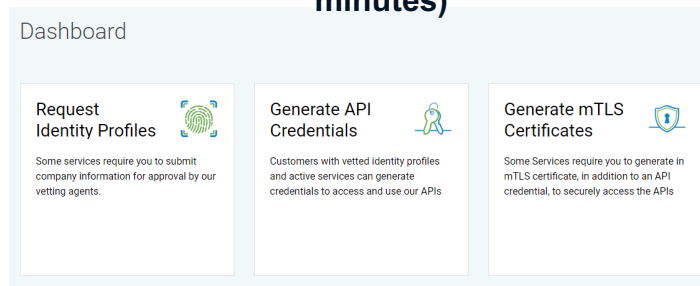 minutes)
Dashboard
Request
Identity Profiles
Some services require you to submit
company information for approval by our
vetting agents.
Generate API
Credentials
Customers with vetted identity profiles
and active services can generate
credentials to access and use our APIs
Generate mTLS
Certificates
Some Services require you to generate in
mTLS certificate, in addition to an API
credential, to securely access the APIs